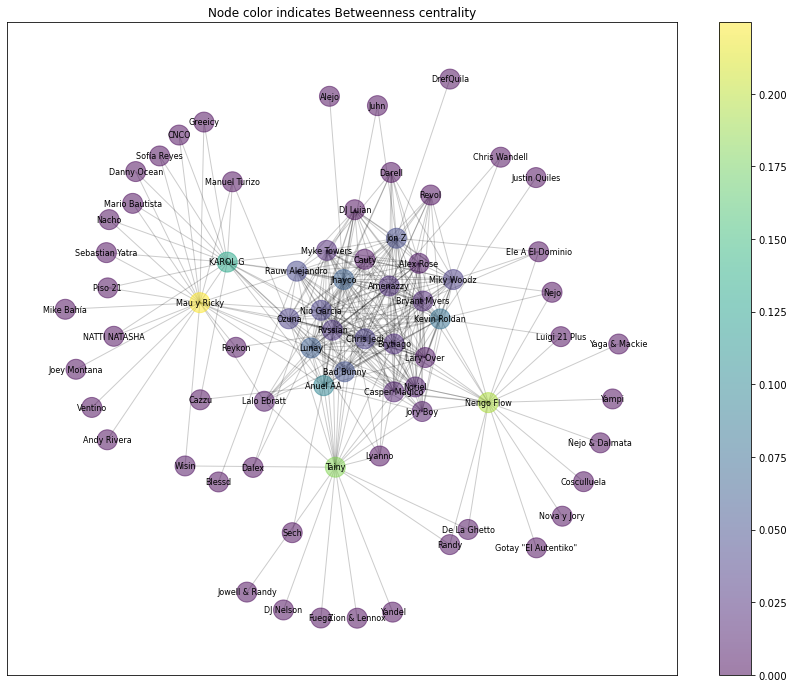 Node color indicates Betweenness centrality
DrefQuila
Alejo
Juhn
Greeicy
CNCO
Sofía Reyes
Chris Wandell
Danny Ocean
Darell
Justin Quiles
Manuel Turizo
Revol
Mario Bautista
DJ Luian
Nacho
Jon Z
Sebastian Yatra
Myke Towers
Ele A El Dominio
KAROL G
Cauty
Alex Rose
Rauw Alejandro
Jhayco
Miky Woodz
Piso 21
Amenazzy
Ñejo
Mau y Ricky
Bryant Myers
Mike Bahía
Nio Garcia
Ozuna
Kevin Roldan
Rvssian
NATTI NATASHA
Chris Jedi
Luigi 21 Plus
Brytiago
Yaga & Mackie
Reykon
Lunay
Lary Over
Joey Montana
Bad Bunny
Anuel AA
Noriel
Casper Magico
Cazzu
Lalo Ebratt
Ñengo Flow
Yampi
Ventino
Jory Boy
Andy Rivera
Ñejo & Dalmata
Lyanno
Wisin
Dalex
Tainy
Blessd
Cosculluela
Nova y Jory
De La Ghetto
Sech
Randy
Gotay "El Autentiko"
Jowell & Randy
DJ Nelson
Fuego
Zion & Lennox
Yandel
0.200
0.175
0.150
0.125
0.100
0.075
0.050
0.025
0.000